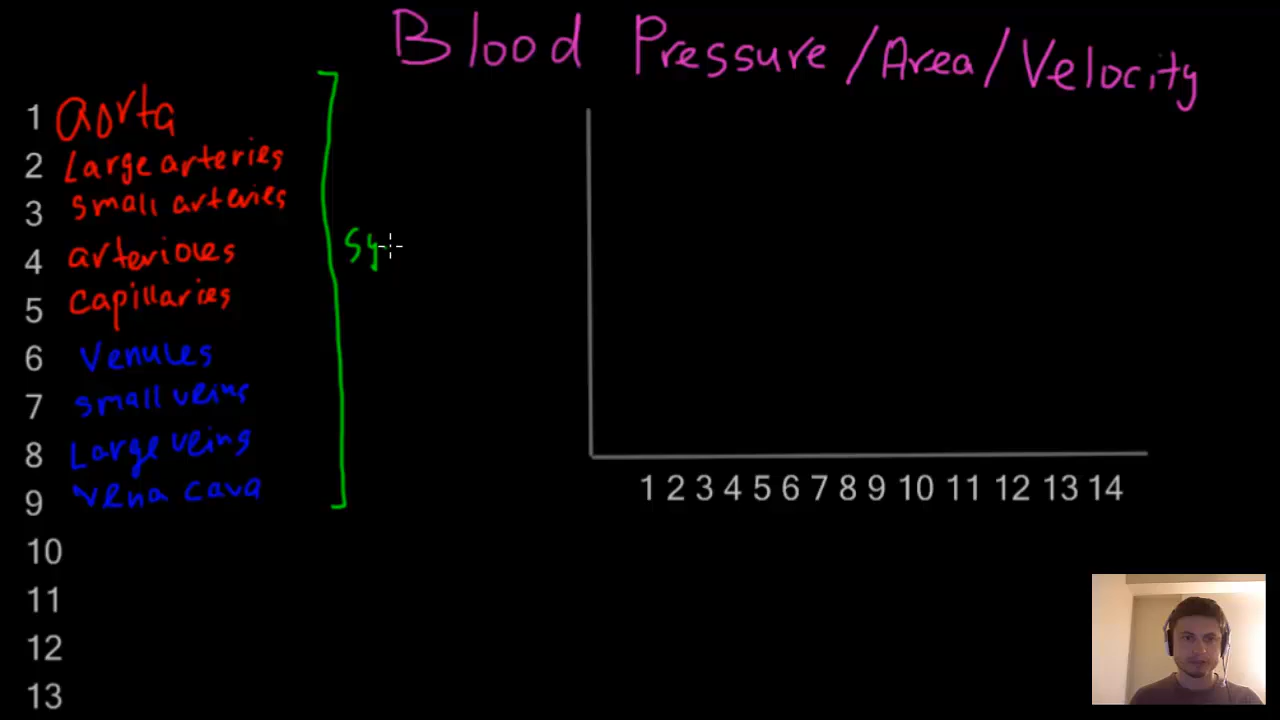 Blood Pressure/Area/Velocity
1 aorta
2 Large arteries
3 small arteries
4 arterioles
5 capillaries
6 Venules
7 small veins
8 Large veins
9 vena cava
10
11
12
13
Sy
1 2 3 4 5 6 7 8 9 10 11 12 13 14